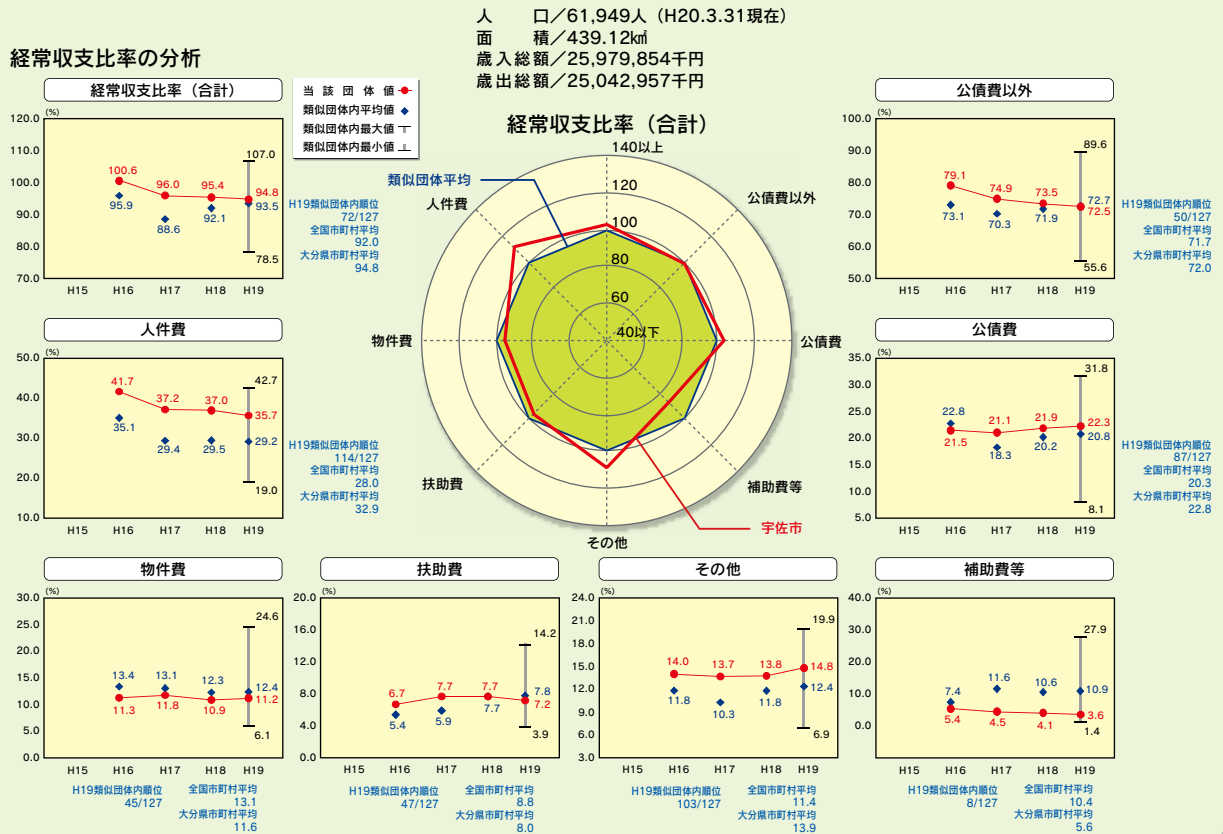 人　　口／61,949人（H20.3.31現在）
面　　積／439.12㎢
歳入総額／25,979,854千円
歳出総額／25,042,957千円
経常収支比率の分析
経常収支比率（合計）
(%)
120.0
110.0
100.0
90.0
80.0
70.0
100.6
96.0
95.4
94.8
95.9
88.6
92.1
93.5
107.0
78.5
H15 H16 H17 H18 H19
H19類似団体内順位
72/127
全国市町村平均
92.0
大分県市町村平均
94.8
当該団体値
類似団体内平均値
類似団体内最大値
類似団体内最小値
経常収支比率（合計）
140以上
120
100
80
60
40以下
類似団体平均
人件費
公債費以外
物件費
公債費
扶助費
補助費等
その他
宇佐市
公債費以外
(%)
100.0
90.0
80.0
70.0
60.0
50.0
79.1
74.9
73.5
72.5
73.1
70.3
71.9
72.7
89.6
55.6
H15 H16 H17 H18 H19
H19類似団体内順位
50/127
全国市町村平均
71.7
大分県市町村平均
72.0
人件費
(%)
50.0
40.0
30.0
20.0
10.0
41.7
37.2
37.0
35.7
35.1
29.4
29.5
29.2
42.7
19.0
H15 H16 H17 H18 H19
H19類似団体内順位
114/127
全国市町村平均
28.0
大分県市町村平均
32.9
公債費
(%)
35.0
30.0
25.0
20.0
15.0
10.0
5.0
22.8
18.3
20.2
20.8
21.5
21.1
21.9
22.3
31.8
8.1
H15 H16 H17 H18 H19
H19類似団体内順位
87/127
全国市町村平均
20.3
大分県市町村平均
22.8
物件費
(%)
30.0
25.0
20.0
15.0
10.0
5.0
0.0
13.4
13.1
12.3
12.4
11.3
11.8
10.9
11.2
24.6
6.1
H15 H16 H17 H18 H19
H19類似団体内順位
45/127
全国市町村平均
13.1
大分県市町村平均
11.6
扶助費
(%)
20.0
16.0
12.0
8.0
4.0
0.0
6.7
7.7
7.7
7.2
5.4
5.9
7.7
7.8
14.2
3.9
H15 H16 H17 H18 H19
H19類似団体内順位
47/127
全国市町村平均
8.8
大分県市町村平均
8.0
その他
(%)
24.0
21.0
18.0
15.0
12.0
9.0
6.0
3.0
14.0
13.7
13.8
14.8
11.8
10.3
11.8
12.4
19.9
6.9
H15 H16 H17 H18 H19
H19類似団体内順位
103/127
全国市町村平均
11.4
大分県市町村平均
13.9
補助費等
(%)
40.0
30.0
20.0
10.0
0.0
7.4
11.6
10.6
10.9
5.4
4.5
4.1
3.6
27.9
1.4
H15 H16 H17 H18 H19
H19類似団体内順位
8/127
全国市町村平均
10.4
大分県市町村平均
5.6